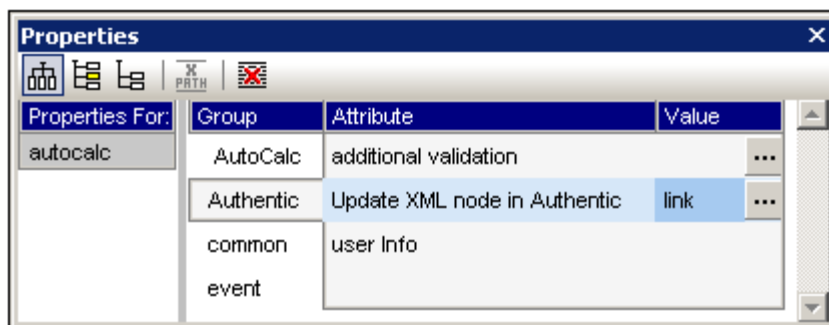 Properties
X PATH
Properties For: Group Attribute Value
autocalc AutoCalc additional validation ...
Authentic Update XML node in Authentic link ...
common user Info
event